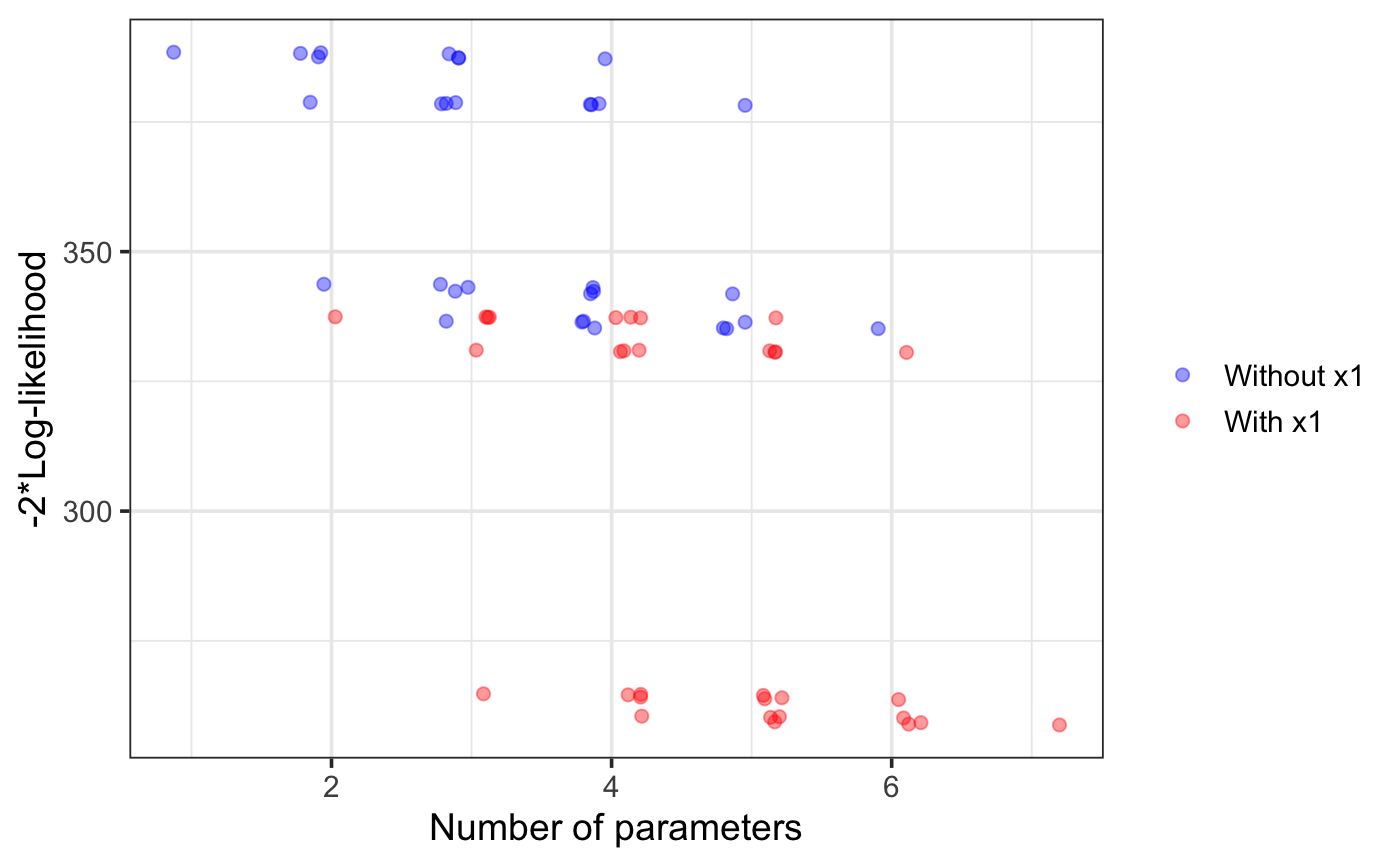 -2*Log-likelihood
350
300
2
4
6
Number of parameters
Without x1
With x1